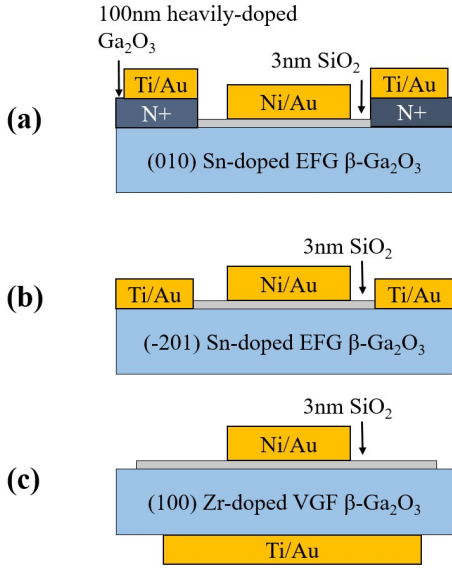 100nm heavily-doped
Ga₂O₃
3nm SiO₂
Ti/Au
Ni/Au
Ti/Au
(a)
N+
N+
(010) Sn-doped EFG β-Ga₂O₃
3nm SiO₂
(b)
Ti/Au
Ni/Au
Ti/Au
(-201) Sn-doped EFG β-Ga₂O₃
3nm SiO₂
Ni/Au
(c)
(100) Zr-doped VGF β-Ga₂O₃
Ti/Au